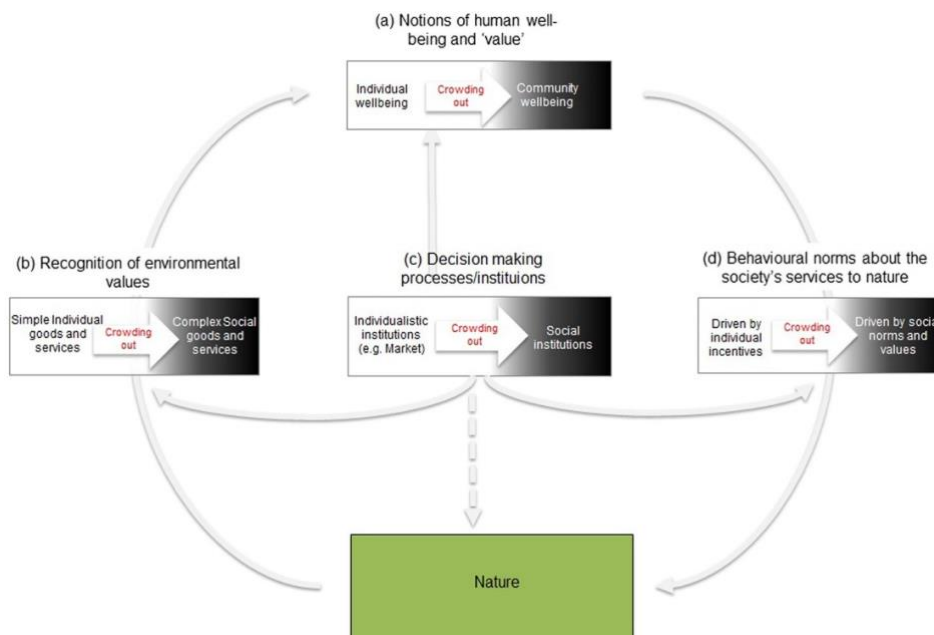 (a) Notions of human well-
being and ‘value’
Individual
wellbeing
Crowding
out
Community
wellbeing
(b) Recognition of environmental
values
Simple Individual
goods and
services
Crowding
out
Complex Social
goods and
services
(c) Decision making
processes/instituions
Individualistic
institutions
(e.g. Market)
Crowding
out
Social
institutions
(d) Behavioural norms about the
society’s services to nature
Driven by
individual
incentives
Crowding
out
Driven by social
norms and
values
Nature